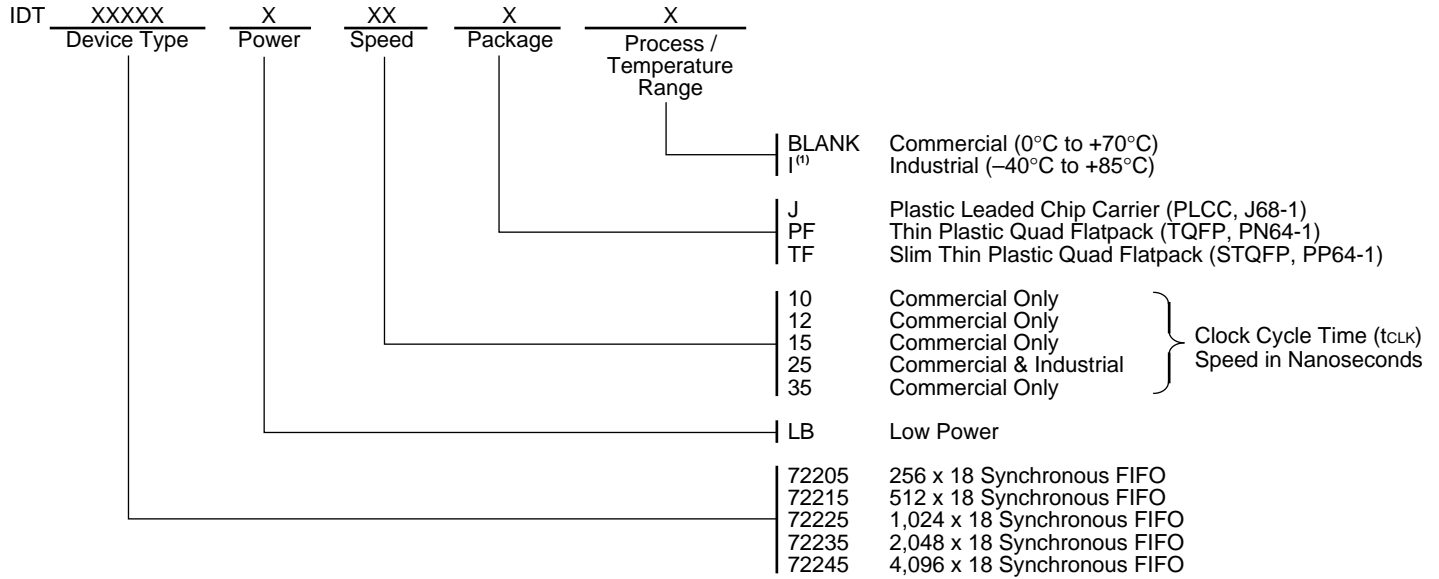 IDT XXXXX X XX X X
Device Type Power Speed Package Process /
Temperature
Range
BLANK Commercial (0°C to +70°C)
I(1) Industrial (–40°C to +85°C)
J Plastic Leaded Chip Carrier (PLCC, J68-1)
PF Thin Plastic Quad Flatpack (TQFP, PN64-1)
TF Slim Thin Plastic Quad Flatpack (STQFP, PP64-1)
10 Commercial Only
12 Commercial Only
15 Commercial Only
25 Commercial & Industrial
35 Commercial Only
Clock Cycle Time (tCLK)
Speed in Nanoseconds
LB Low Power
72205 256 x 18 Synchronous FIFO
72215 512 x 18 Synchronous FIFO
72225 1,024 x 18 Synchronous FIFO
72235 2,048 x 18 Synchronous FIFO
72245 4,096 x 18 Synchronous FIFO